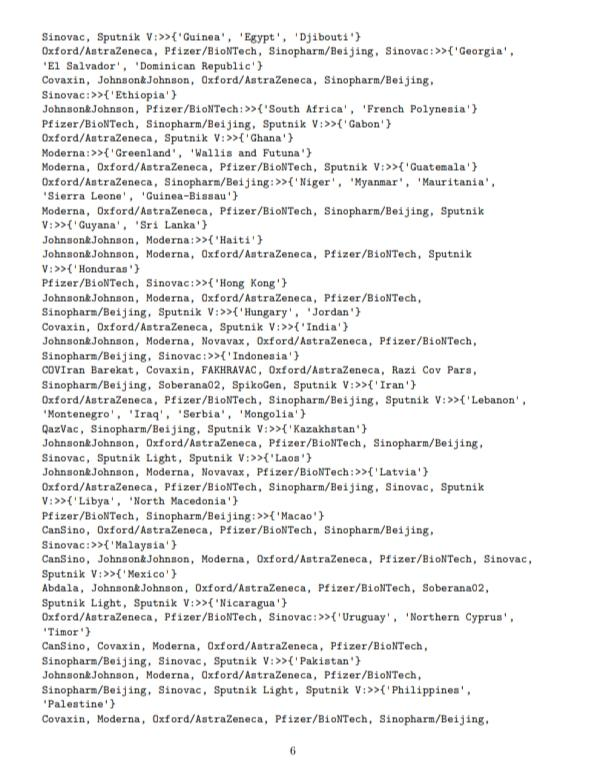 Sinovac, Sputnik V:>>{'Guinea', 'Egypt', 'Djibouti'}
Oxford/AstraZeneca, Pfizer/BioNTech, Sinopharm/Beijing, Sinovac:>>{'Georgia',
'El Salvador', 'Dominican Republic'}
Covaxin, Johnson&Johnson, Oxford/AstraZeneca, Sinopharm/Beijing,
Sinovac:>>{'Ethiopia'}
Johnson&Johnson, Pfizer/BioNTech:>>{'South Africa', 'French Polynesia'}
Pfizer/BioNTech, Sinopharm/Beijing, Sputnik V:>>{'Gabon'}
Oxford/AstraZeneca, Sputnik V:>>{'Ghana'}
Moderna:>>{'Greenland', 'Wallis and Futuna'}
Moderna, Oxford/AstraZeneca, Pfizer/BioNTech, Sputnik V:>>{'Guatemala'}
Oxford/AstraZeneca, Sinopharm/Beijing:>>{'Niger', 'Myanmar', 'Mauritania',
'Sierra Leone', 'Guinea-Bissau'}
Moderna, Oxford/AstraZeneca, Pfizer/BioNTech, Sinopharm/Beijing, Sputnik
V:>>{'Guyana', 'Sri Lanka'}
Johnson&Johnson, Moderna:>>{'Haiti'}
Johnson&Johnson, Moderna, Oxford/AstraZeneca, Pfizer/BioNTech, Sputnik
V:>>{'Honduras'}
Pfizer/BioNTech, Sinovac:>>{'Hong Kong'}
Johnson&Johnson, Moderna, Oxford/AstraZeneca, Pfizer/BioNTech,
Sinopharm/Beijing, Sputnik V:>>{'Hungary', 'Jordan'}
Covaxin, Oxford/AstraZeneca, Sputnik V:>>{'India'}
Johnson&Johnson, Moderna, Novavax, Oxford/AstraZeneca, Pfizer/BioNTech,
Sinopharm/Beijing, Sinovac:>>{'Indonesia'}
COVIran Barekat, Covaxin, FAKHRAVAC, Oxford/AstraZeneca, Razi Cov Pars,
Sinopharm/Beijing, Soberana02, SpikoGen, Sputnik V:>>{'Iran'}
Oxford/AstraZeneca, Pfizer/BioNTech, Sinopharm/Beijing, Sputnik V:>>{'Lebanon',
'Montenegro', 'Iraq', 'Serbia', 'Mongolia'}
QazVac, Sinopharm/Beijing, Sputnik V:>>{'Kazakhstan'}
Johnson&Johnson, Oxford/AstraZeneca, Pfizer/BioNTech, Sinopharm/Beijing,
Sinovac, Sputnik Light, Sputnik V:>>{'Laos'}
Johnson&Johnson, Moderna, Novavax, Pfizer/BioNTech:>>{'Latvia'}
Oxford/AstraZeneca, Pfizer/BioNTech, Sinopharm/Beijing, Sinovac, Sputnik
V:>>{'Libya', 'North Macedonia'}
Pfizer/BioNTech, Sinopharm/Beijing:>>{'Macao'}
CanSino, Oxford/AstraZeneca, Pfizer/BioNTech, Sinopharm/Beijing,
Sinovac:>>{'Malaysia'}
CanSino, Johnson&Johnson, Moderna, Oxford/AstraZeneca, Pfizer/BioNTech, Sinovac,
Sputnik V:>>{'Mexico'}
Abdala, Johnson&Johnson, Oxford/AstraZeneca, Pfizer/BioNTech, Soberana02,
Sputnik Light, Sputnik V:>>{'Nicaragua'}
Oxford/AstraZeneca, Pfizer/BioNTech, Sinovac:>>{'Uruguay', 'Northern Cyprus',
'Timor'}
CanSino, Covaxin, Moderna, Oxford/AstraZeneca, Pfizer/BioNTech,
Sinopharm/Beijing, Sinovac, Sputnik V:>>{'Pakistan'}
Johnson&Johnson, Moderna, Oxford/AstraZeneca, Pfizer/BioNTech,
Sinopharm/Beijing, Sinovac, Sputnik Light, Sputnik V:>>{'Philippines',
'Palestine'}
Covaxin, Moderna, Oxford/AstraZeneca, Pfizer/BioNTech, Sinopharm/Beijing,
6